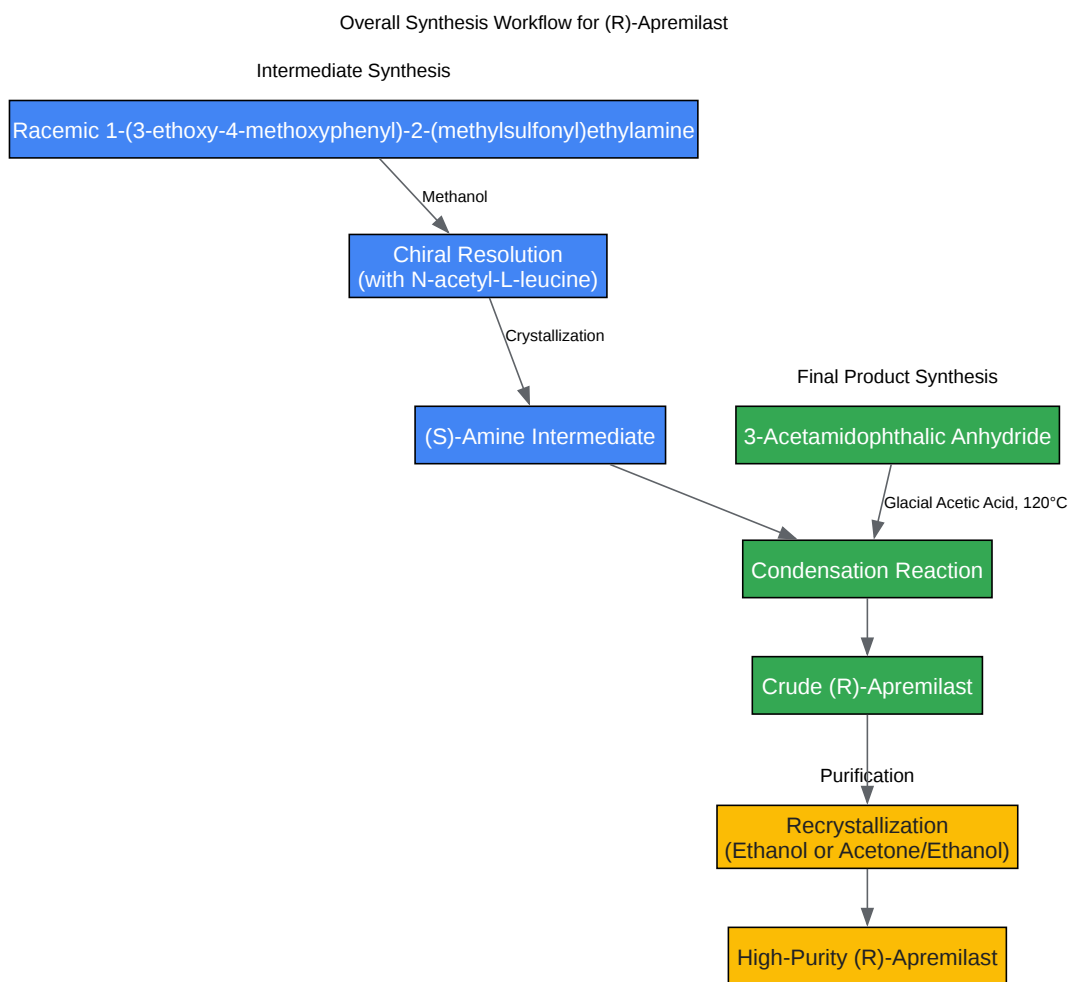 Overall Synthesis Workflow for (R)-Apremilast
Intermediate Synthesis
Racemic 1-(3-ethoxy-4-methoxyphenyl)-2-(methylsulfonyl)ethylamine
Methanol
Chiral Resolution
(with N-acetyl-L-leucine)
Crystallization
(S)-Amine Intermediate
Final Product Synthesis
3-Acetamidophthalic Anhydride
Glacial Acetic Acid, 120°C
Condensation Reaction
Crude (R)-Apremilast
Purification
Recrystallization
(Ethanol or Acetone/Ethanol)
High-Purity (R)-Apremilast